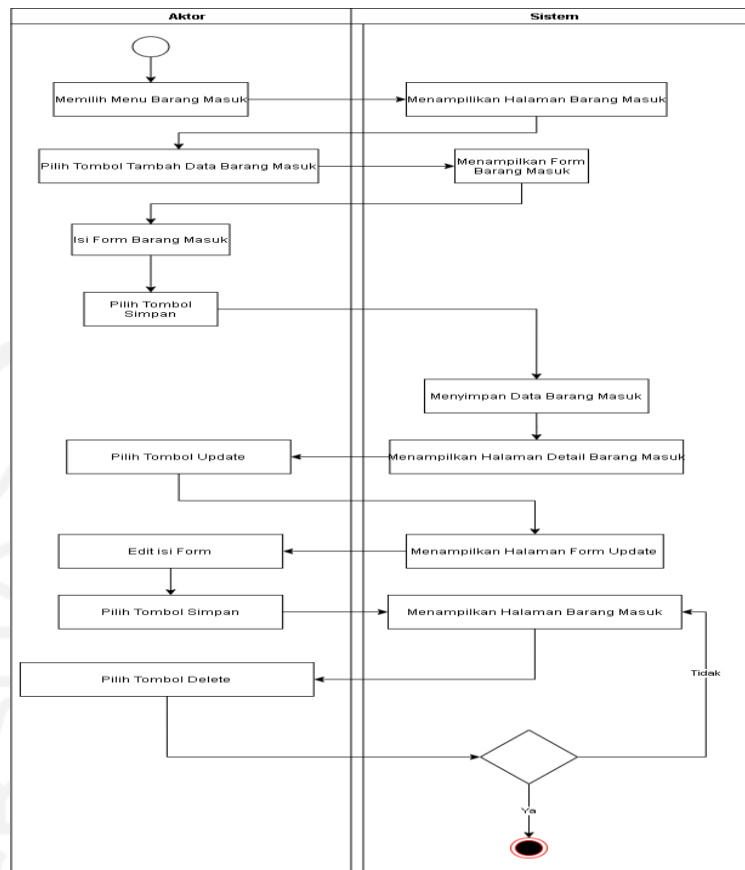 Aktor
Sistem
Memilih Menu Barang Masuk
Menampilikan Halaman Barang Masuk
Pilih Tombol Tambah Data Barang Masuk
Menampilkan Form
Barang Masuk
Isi Form Barang Masuk
Pilih Tombol
Simpan
Menyimpan Data Barang Masuk
Pilih Tombol Update
Menampilkan Halaman Detail Barang Masuk
Edit isi Form
Menampilkan Halaman Form Update
Pilih Tombol Simpan
Menampilkan Halaman Barang Masuk
Pilih Tombol Delete
Tidak
Ya